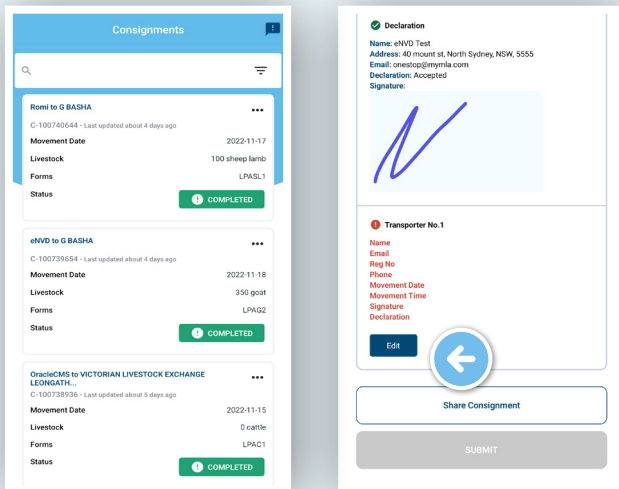 Consignments
Romi to G BASHA
C-100740644 - Last updated about 4 days ago
Movement Date 2022-11-17
Livestock 100 sheep lamb
Forms LPASL1
Status COMPLETED
eNVD to G BASHA
C-100739654 - Last updated about 4 days ago
Movement Date 2022-11-18
Livestock 350 goat
Forms LPAG2
Status COMPLETED
OracleCMS to VICTORIAN LIVESTOCK EXCHANGE
LEONGATH...
C-100738936 - Last updated about 5 days ago
Movement Date 2022-11-15
Livestock 0 cattle
Forms LPAC1
Status COMPLETED
Declaration
Name: eNVD Test
Address: 40 mount st, North Sydney, NSW, 5555
Email: onestop@mymla.com
Declaration: Accepted
Signature:
Transporter No.1
Name
Email
Reg No
Phone
Movement Date
Movement Time
Signature
Declaration
Edit
Share Consignment
SUBMIT